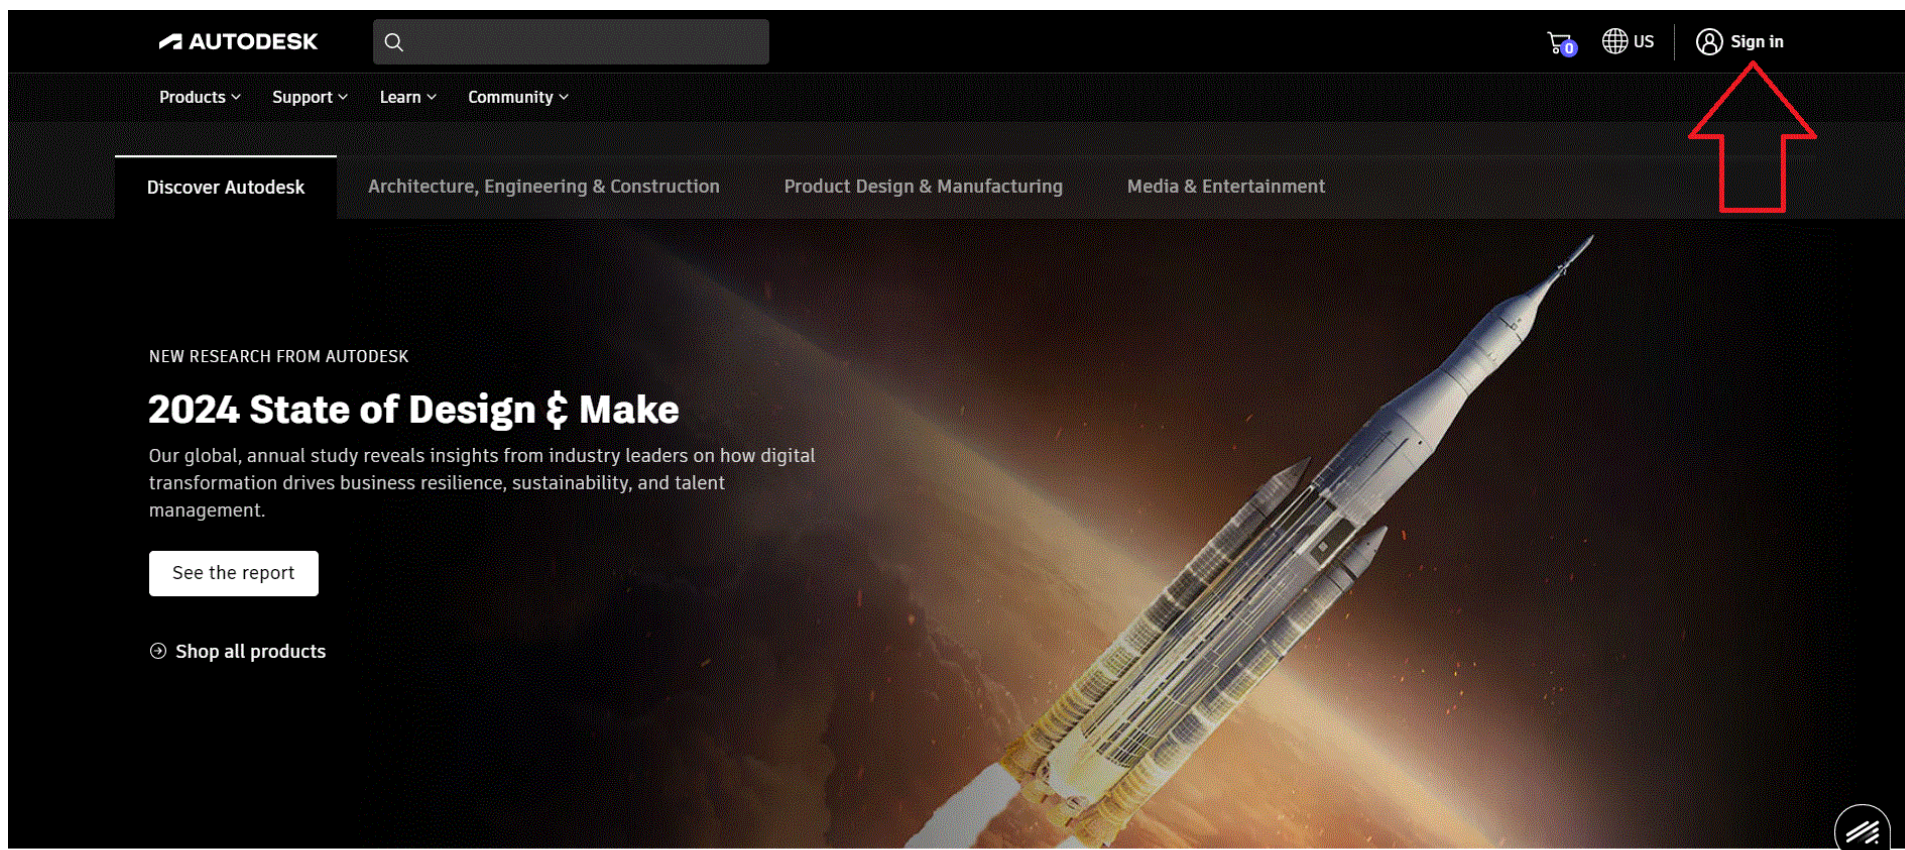 AUTODESK
0
US
Sign in
Products
Support
Learn
Community
Discover Autodesk
Architecture, Engineering & Construction
Product Design & Manufacturing
Media & Entertainment
NEW RESEARCH FROM AUTODESK
2024 State of Design & Make
Our global, annual study reveals insights from industry leaders on how digital
transformation drives business resilience, sustainability, and talent
management.
See the report
Shop all products